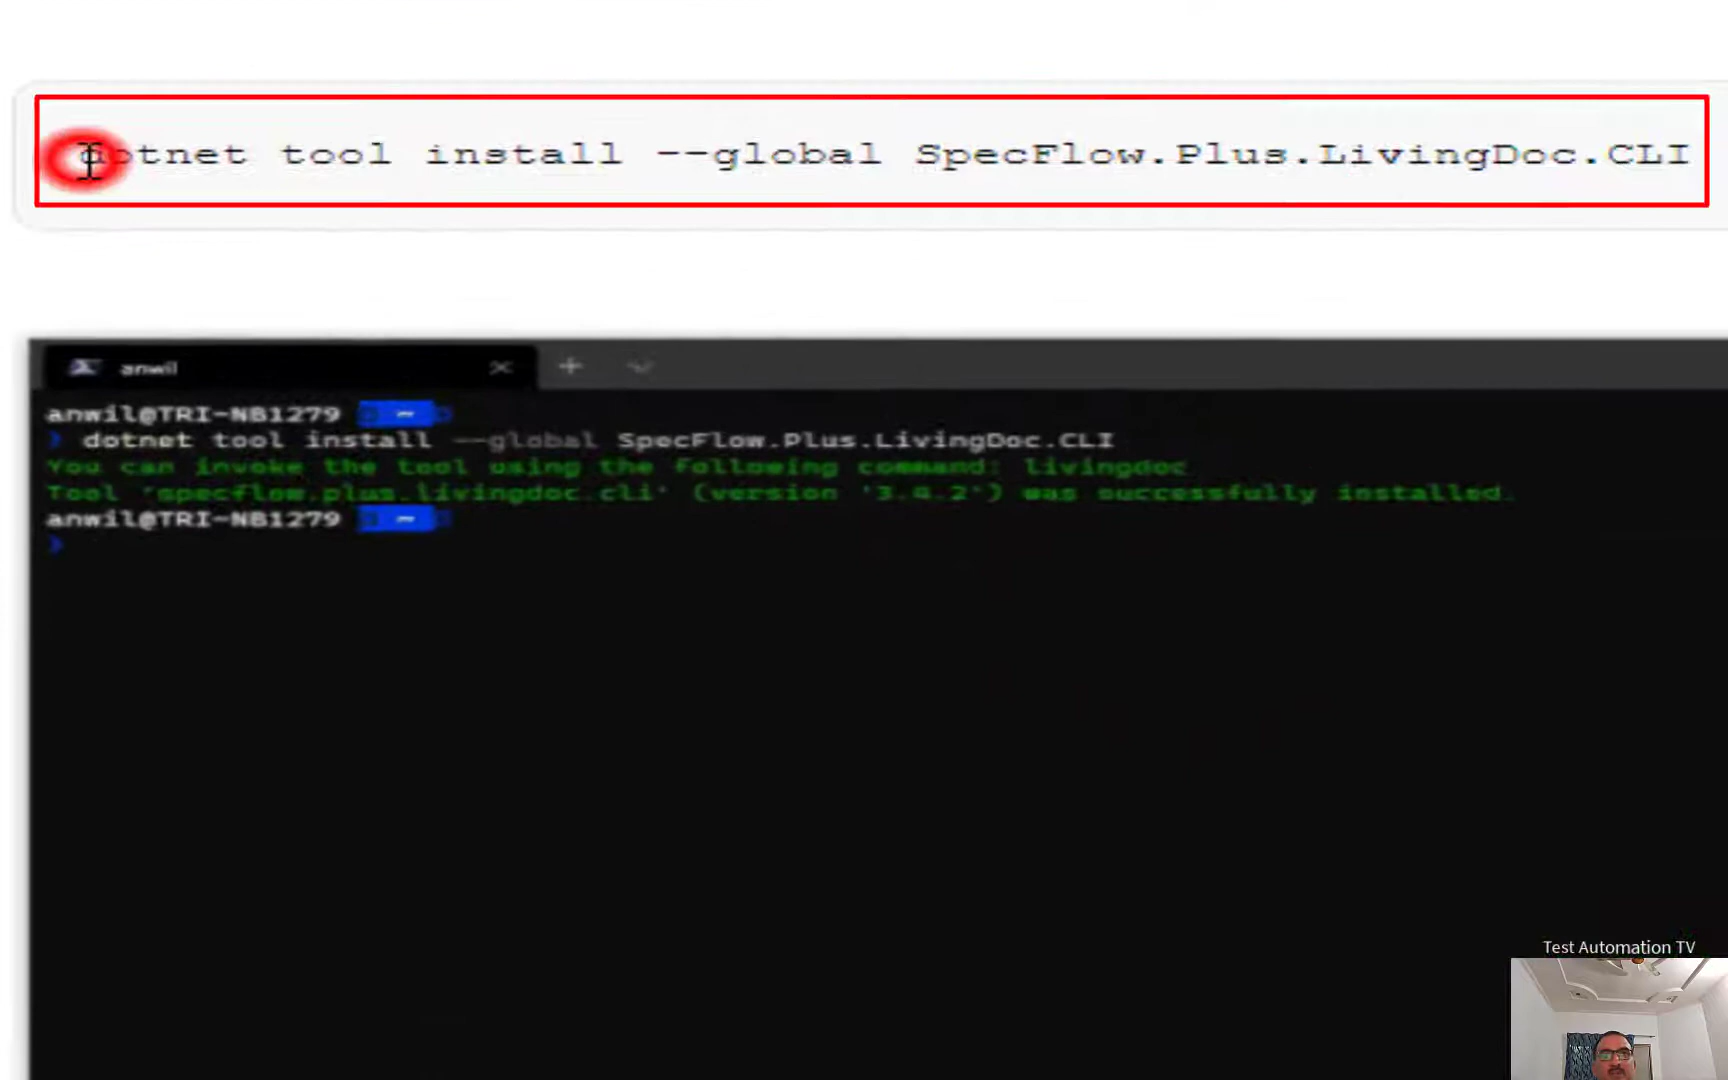 dotnet tool install --global SpecFlow.Plus.LivingDoc.CLI
anwil
anwil@TRI-NB1279 ~
dotnet tool install --global SpecFlow.Plus.LivingDoc.CLI
You can invoke the tool using the following command: livingdoc
Tool 'specflow.plus.livingdoc.cli' (version '3.4.2') was successfully installed.
anwil@TRI-NB1279 ~
Test Automation TV